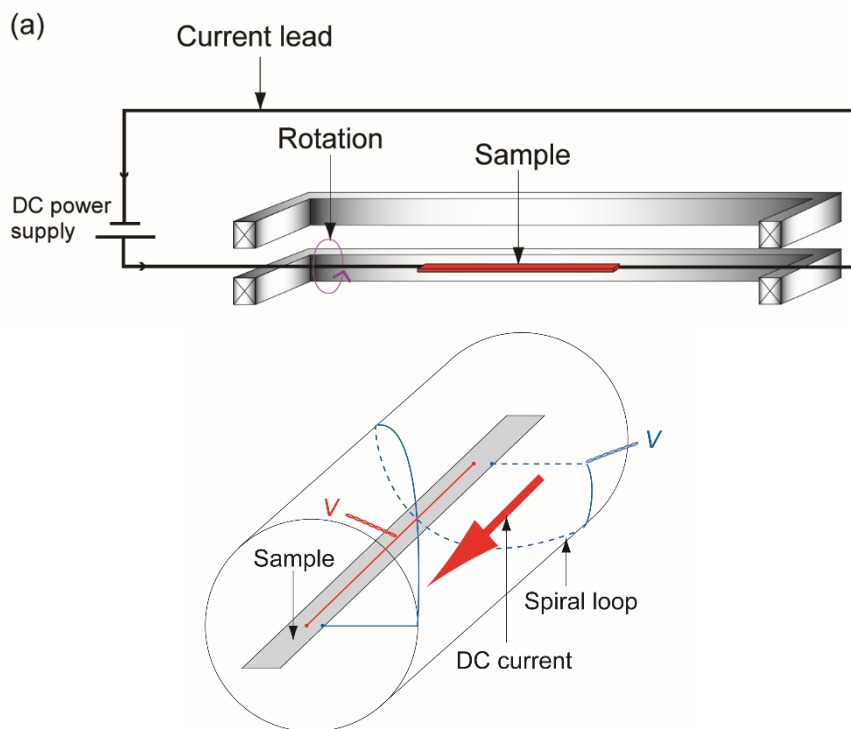 (a)
Current lead
Rotation
Sample
DC power
supply
V
V
Sample
Spiral loop
DC current